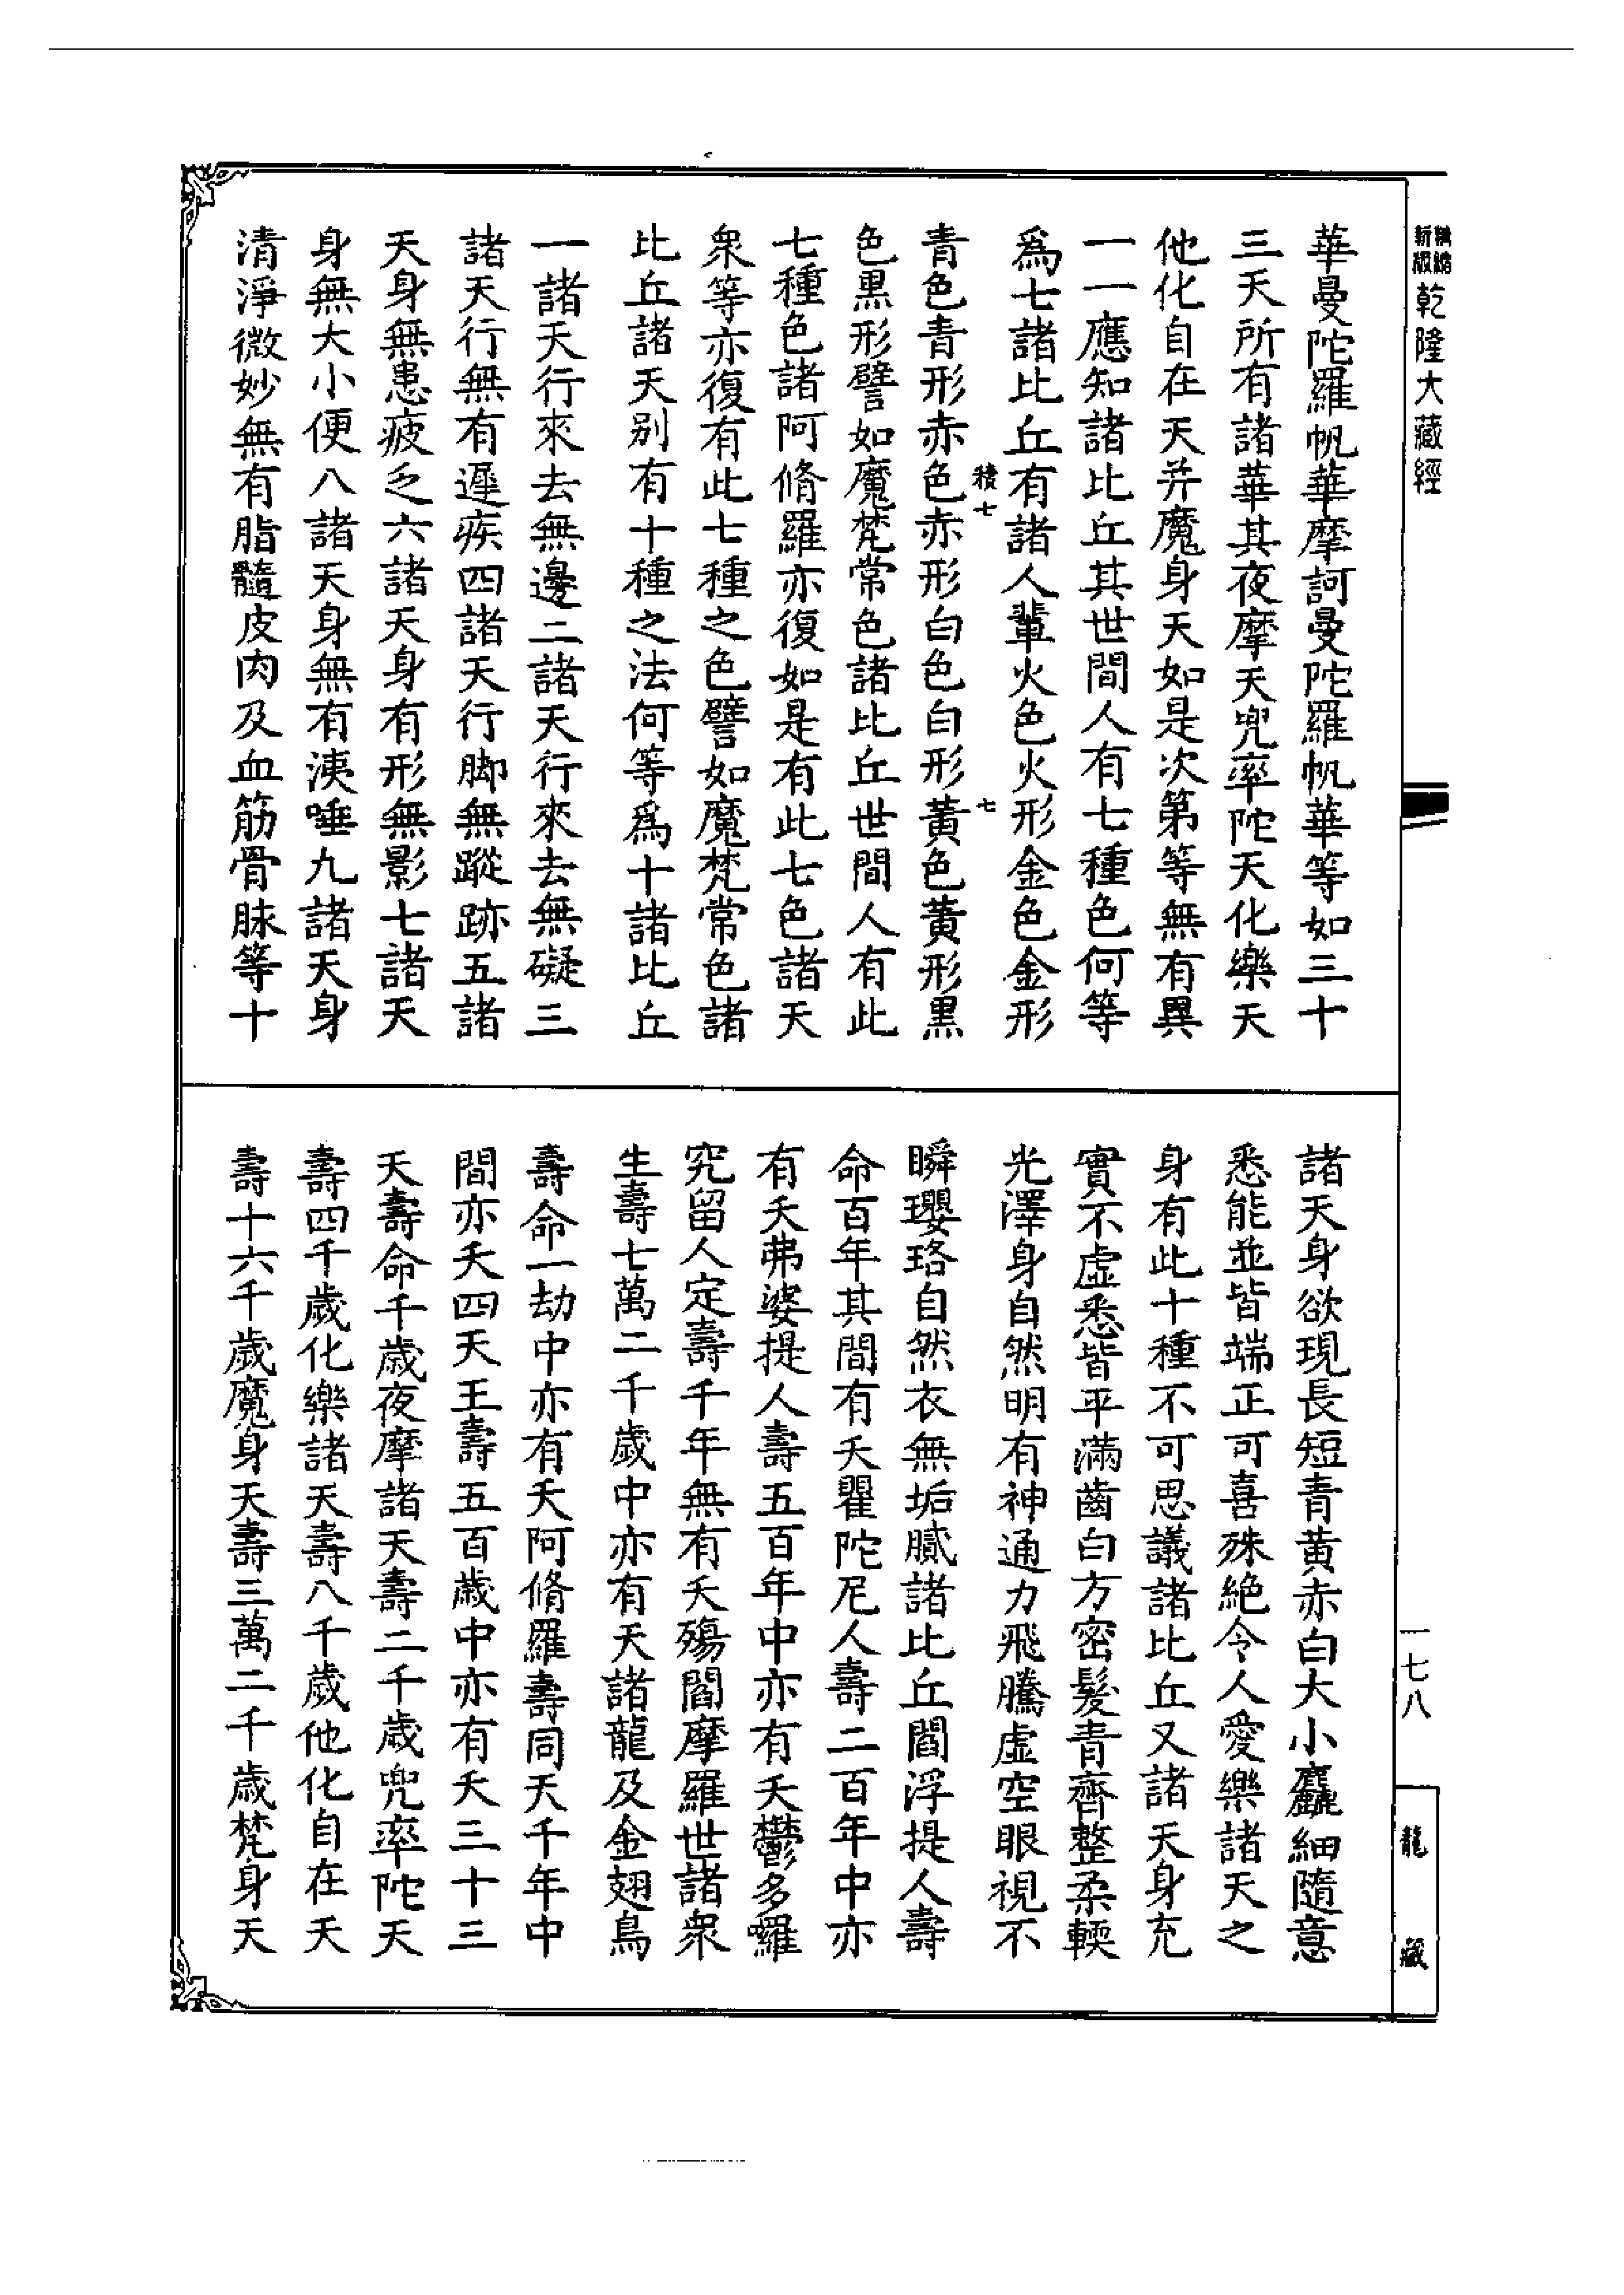 新版精縮乾隆大藏經
華曼陀羅帆華摩訶曼陀羅帆華等如三十
三天所有諸華其夜摩天兜率陀天化樂天
他化自在天并魔身天如是次第等無有異
一一應知諸比丘其世間人有七種色何等
爲七諸比丘有諸人輩火色火形金色金形
積七
七
青色青形赤色赤形白色白形黃色黃形黑
色黑形譬如魔梵常色諸比丘世間人有此
七種色諸阿脩羅亦復如是有此七色諸天
衆等亦復有此七種之色譬如魔梵常色諸
比丘諸天別有十種之法何等爲十諸比丘
一諸天行來去無邊二諸天行來去無礙三
諸天行無有遲疾四諸天行脚無蹤跡五諸
天身無患疲乏六諸天身有形無影七諸天
身無大小便八諸天身無有洟唾九諸天身
清淨微妙無有脂髓皮肉及血筋骨脉等十
諸天身欲現長短青黃赤白大小麤細隨意
悉能並皆端正可喜殊絶令人愛樂諸天之
身有此十種不可思議諸比丘又諸天身充
實不虛悉皆平滿齒白方密髮青齊整柔輭
光澤身自然明有神通力飛騰虛空眼視不
瞬瓔珞自然衣無垢膩諸比丘閻浮提人壽
命百年其間有夭瞿陀尼人壽二百年中亦
有夭弗婆提人壽五百年中亦有夭鬱多囉
究留人定壽千年無有夭殤閻摩羅世諸衆
生壽七萬二千歲中亦有夭諸龍及金翅鳥
壽命一劫中亦有夭阿脩羅壽同天千年中
間亦夭四天王壽五百歲中亦有夭三十三
天壽命千歲夜摩諸天壽二千歲兜率陀天
壽四千歲化樂諸天壽八千歲他化自在天
壽十六千歲魔身天壽三萬二千歲梵身天
一七八
龍藏